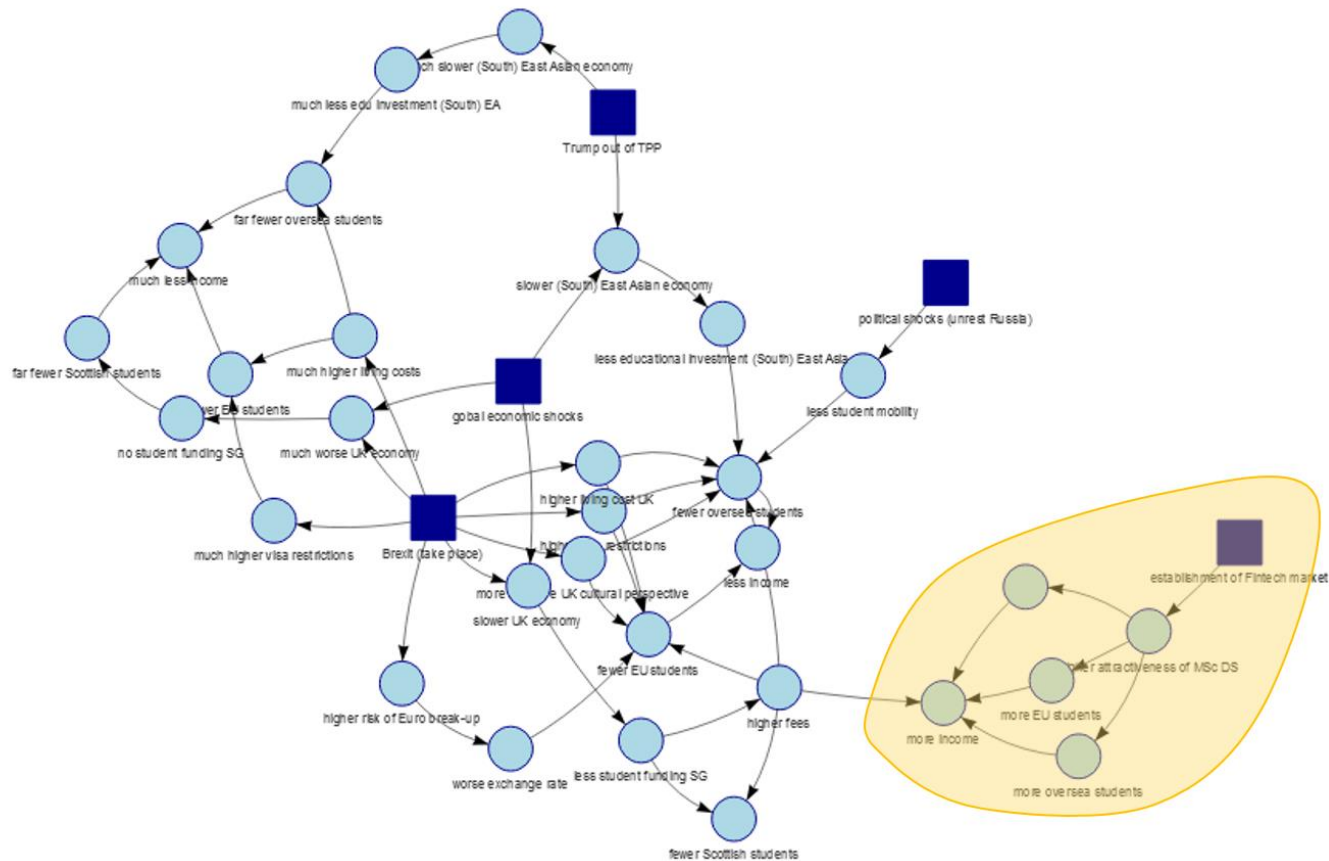 slower (South) East Asian economy
much less edu Investment (South) EA
Trump out of TPP
far fewer oversea students
much less income
slower (South) East Asian economy
political shocks (unrest Russia)
less educational Investment (South) East Asia
far fewer Scottish students
much higher living costs
students
gobal economic shocks
less student mobility
no student funding SG
much worse UK economy
higher living cost UK
fewer oversea students
much higher visa restrictions
Brexit (take place)
restrictions
establishment of Fintech market
less income
more UK cultural perspective
slower UK economy
attractiveness of MSc DS
fewer EU students
higher risk of Euro break-up
higher fees
more EU students
more income
worse exchange rate
less student funding SG
more oversea students
fewer Scottish students